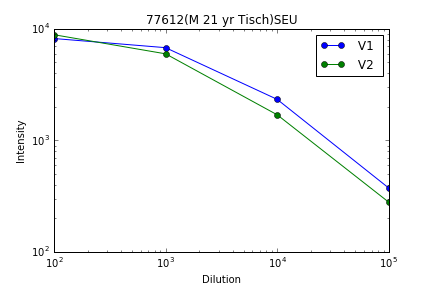 77612(M 21 yr Tisch)SEU
10^4
10^3
10^2
Intensity
V1
V2
10^2 10^3 10^4 10^5
Dilution